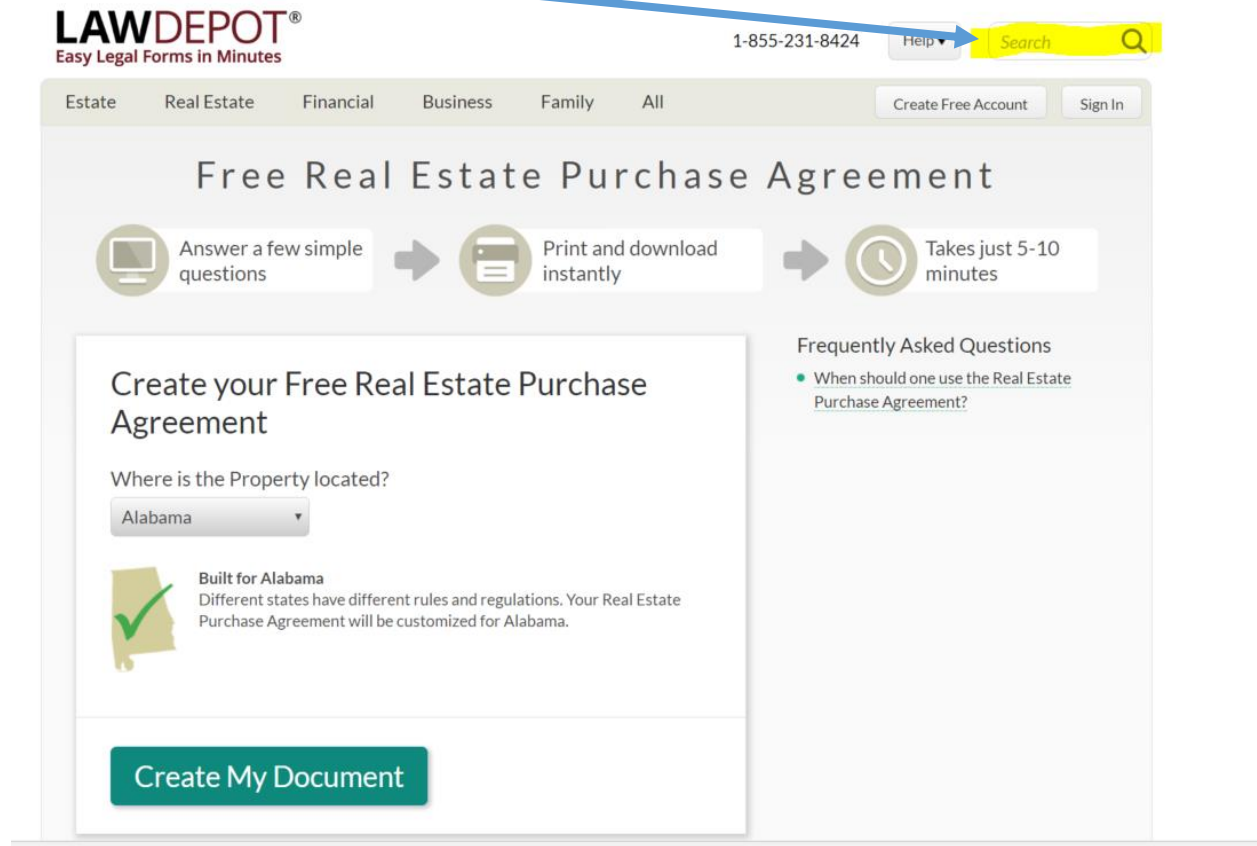 LAWDEPOT®
Easy Legal Forms in Minutes
1-855-231-8424
Help ▾
Search
Estate Real Estate Financial Business Family All
Create Free Account Sign In
Free Real Estate Purchase Agreement
Answer a few simple
questions
Print and download
instantly
Takes just 5-10
minutes
Create your Free Real Estate Purchase
Agreement
Where is the Property located?
Alabama ▾
Built for Alabama
Different states have different rules and regulations. Your Real Estate
Purchase Agreement will be customized for Alabama.
Create My Document
Frequently Asked Questions
• When should one use the Real Estate
Purchase Agreement?